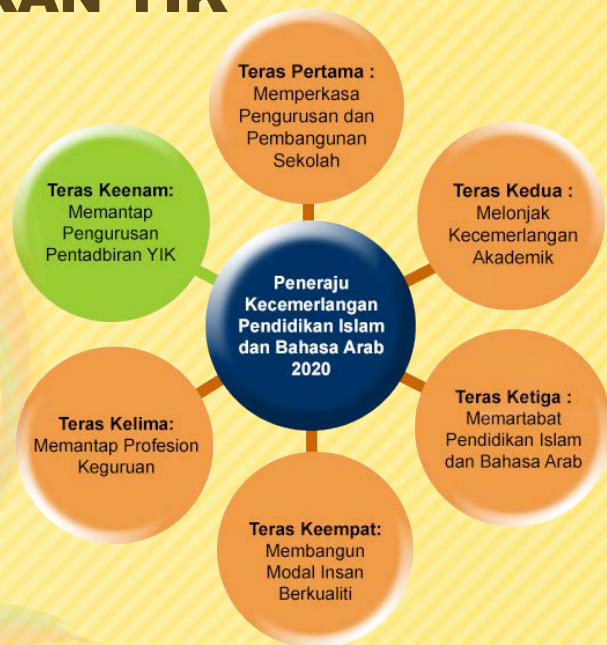 YIK
Teras Pertama :
Memperkasa
Pengurusan dan
Pembangunan
Sekolah
Teras Kedua :
Melonjak
Kecemerlangan
Akademik
Teras Ketiga :
Memartabat
Pendidikan Islam
dan Bahasa Arab
Teras Keempat:
Membangun
Modal Insan
Berkualiti
Teras Kelima:
Memantap Profesion
Keguruan
Teras Keenam:
Memantap
Pengurusan
Pentadbiran YIK
Peneraju
Kecemerlangan
Pendidikan Islam
dan Bahasa Arab
2020